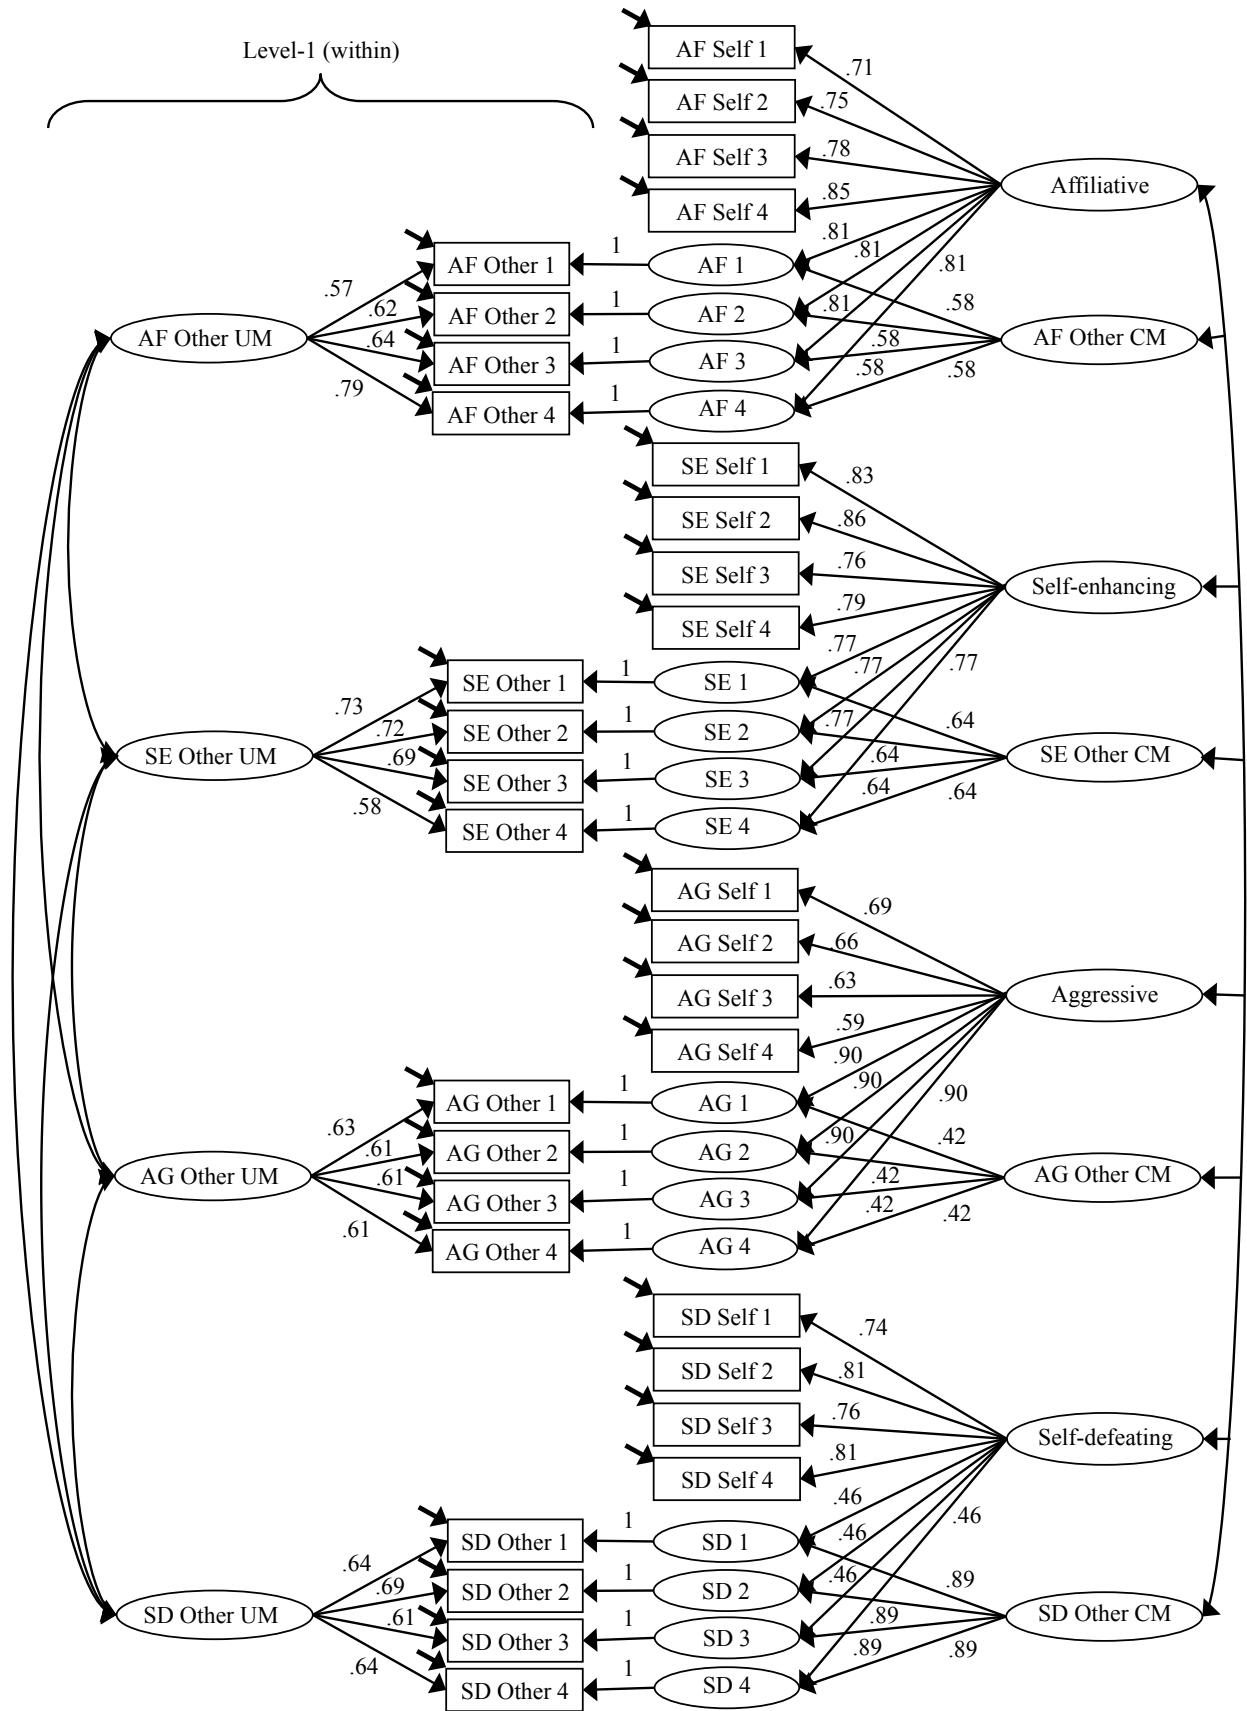 Level-1 (within)
AF Self 1
.71
AF Self 2
.75
AF Self 3
.78
AF Self 4
.85
Affiliative
.81
.81
.81
.81
AF Other 1
1
AF 1
.57
AF Other 2
1
AF 2
.62
.58
AF Other UM
AF Other CM
.64
AF Other 3
1
AF 3
.58
.79
AF Other 4
1
AF 4
.58
.58
SE Self 1
.83
SE Self 2
.86
SE Self 3
.76
SE Self 4
.79
Self-enhancing
.77
.77
.77
.77
SE Other 1
1
SE 1
.73
SE Other 2
1
SE 2
.72
.64
SE Other UM
SE Other CM
.69
SE Other 3
1
SE 3
.64
.58
SE Other 4
1
SE 4
.64
.64
AG Self 1
.69
AG Self 2
.66
AG Self 3
.63
AG Self 4
.59
Aggressive
.90
.90
.90
.90
AG Other 1
1
AG 1
.63
AG Other 2
1
AG 2
.61
.42
AG Other UM
AG Other CM
.61
AG Other 3
1
AG 3
.42
.61
AG Other 4
1
AG 4
.42
.42
SD Self 1
.74
SD Self 2
.81
SD Self 3
.76
SD Self 4
.81
Self-defeating
.46
.46
.46
.46
SD Other 1
1
SD 1
.64
SD Other 2
1
SD 2
.69
.89
SD Other UM
SD Other CM
.61
SD Other 3
1
SD 3
.89
.64
SD Other 4
1
SD 4
.89
.89